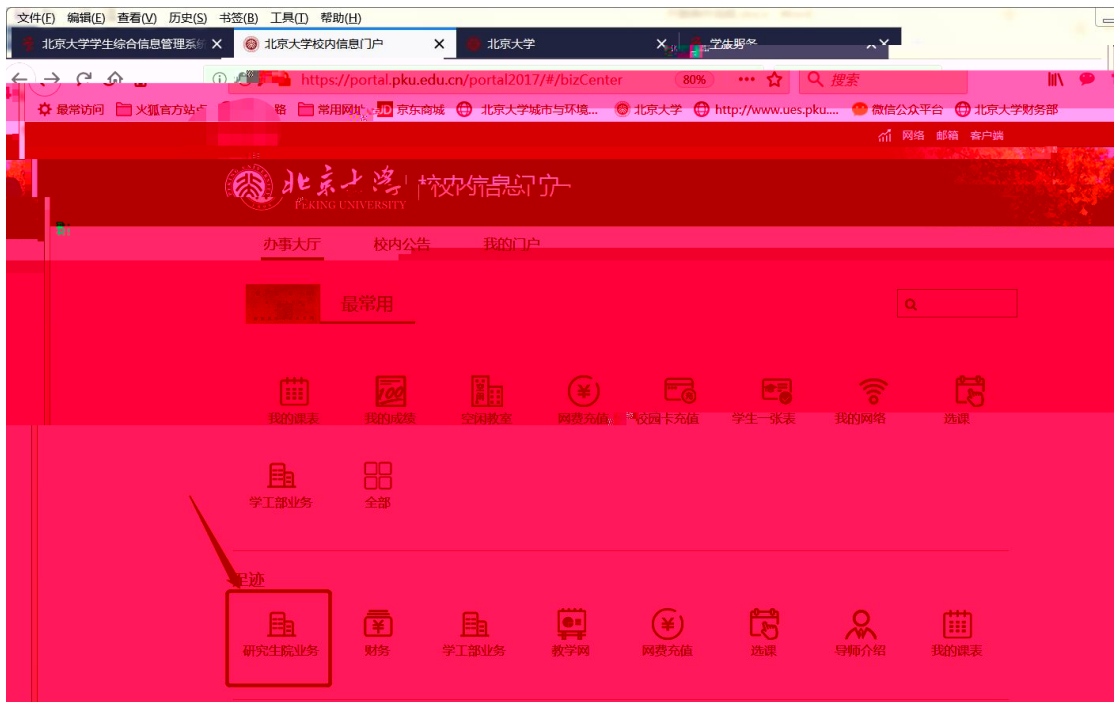 文件(F) 编辑(E) 查看(V) 历史(S) 书签(B) 工具(T) 帮助(H)
北京大学学生综合信息管理系统 北京大学校内信息门户 北京大学
https://portal.pku.edu.cn/portal2017/#/bizCenter 80% 搜索
最常访问 火狐官方站点 常用网址 京东商城 北京大学城市与环境... 北京大学 http://www.ues.pku.... 微信公众平台 北京大学财务部
网络 邮箱 客户端
北京大学 校内信息门户
PEKING UNIVERSITY
办事大厅 校内公告 我的门户
最常用
我的课表 我的成绩 空闲教室 网费充值 校园卡充值 学生一张表 我的网络 选课
学工部业务 全部
足迹
研究生院业务 财务 学工部业务 教学网 网费充值 选课 导师介绍 我的课表